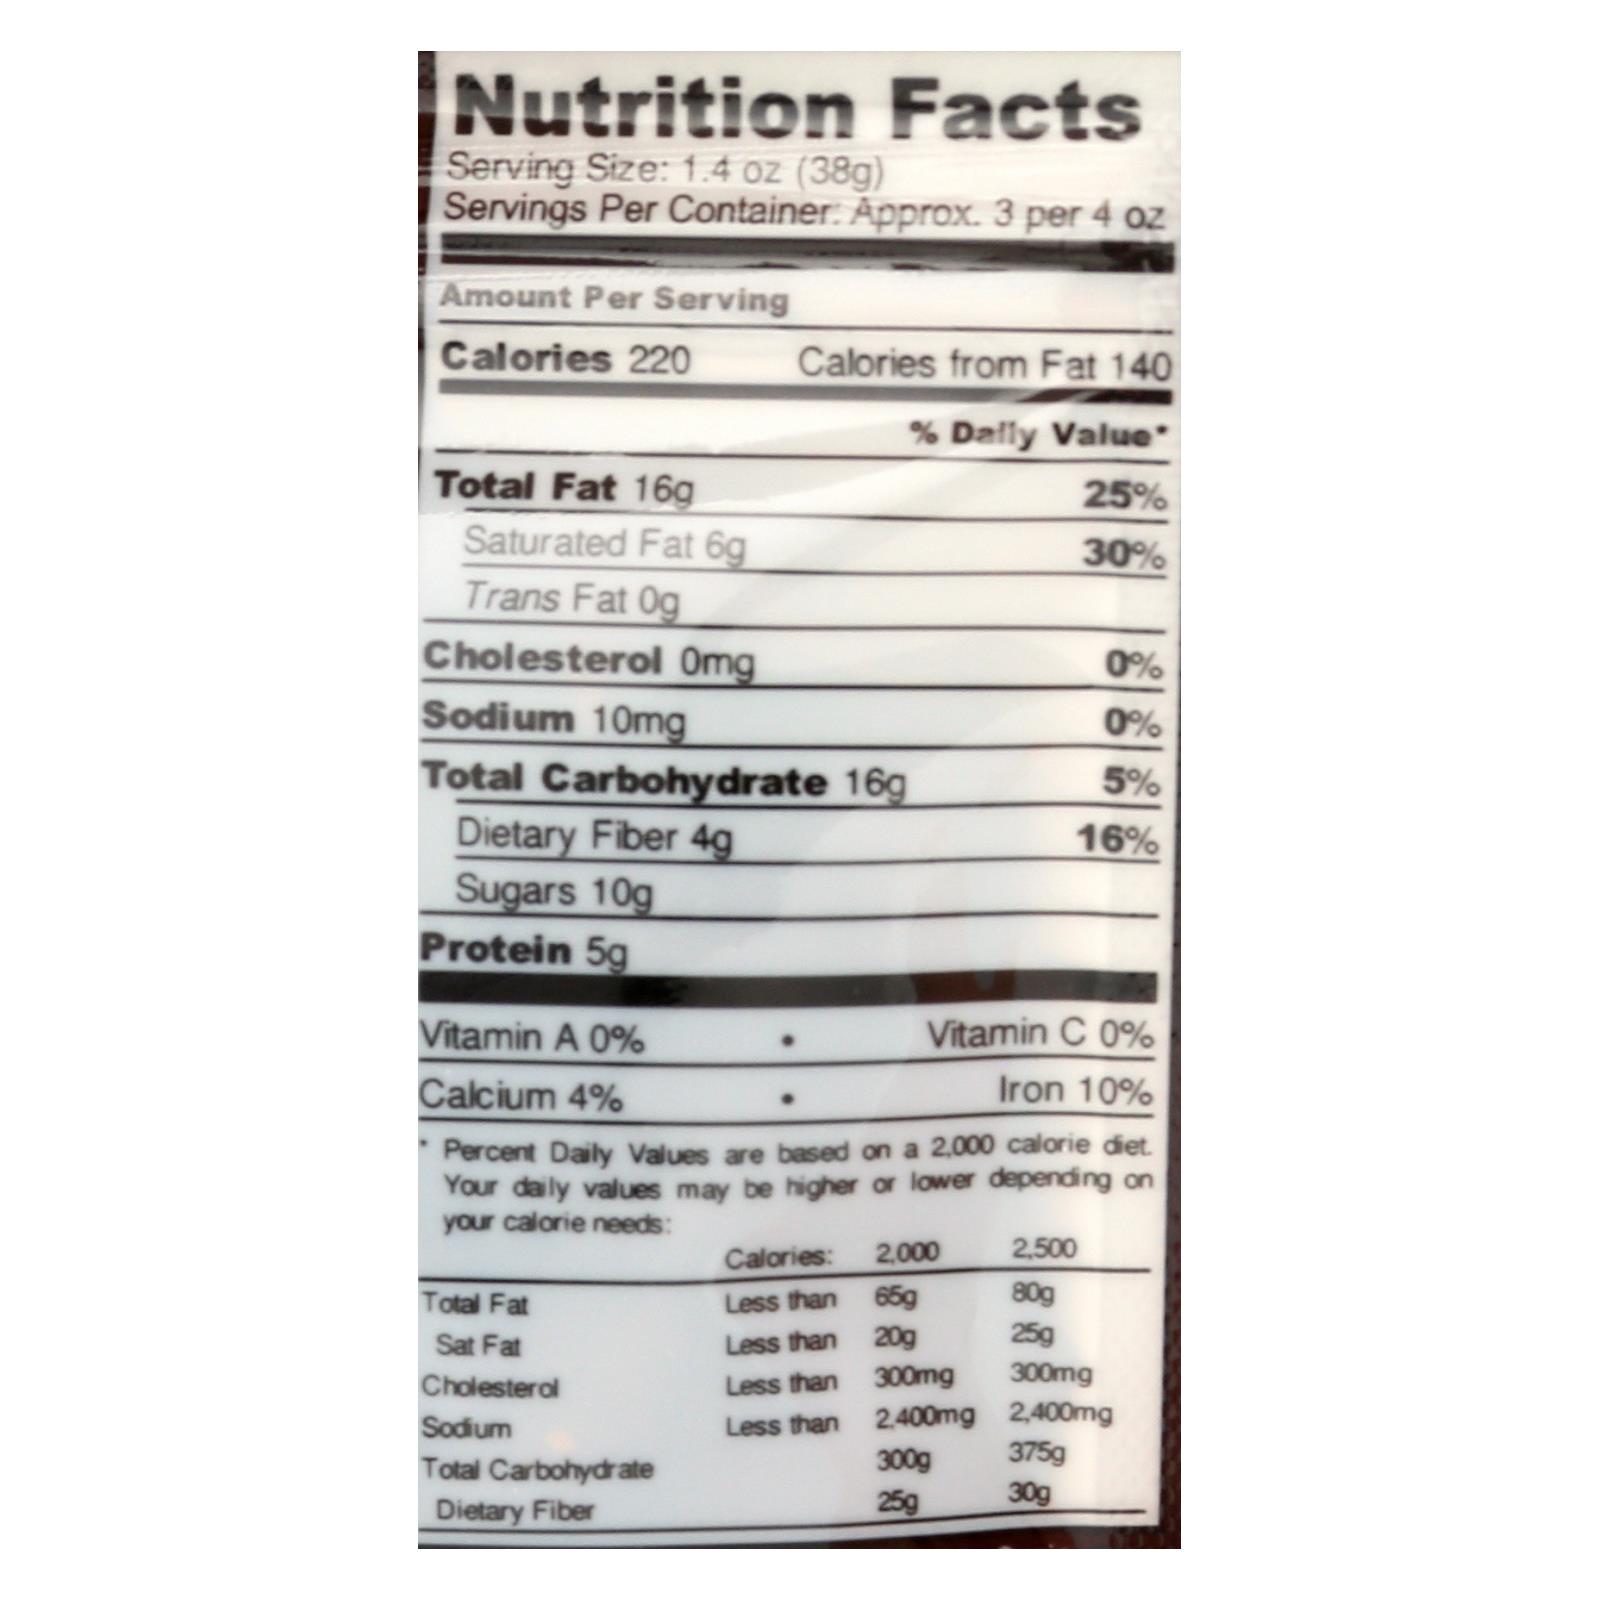 Nutrition Facts
Serving Size: 1.4 oz (38g)
Servings Per Container: Approx. 3 per 4 oz
Amount Per Serving
Calories 220 Calories from Fat 140
% Daily Value*
Total Fat 16g 25%
Saturated Fat 6g 30%
Trans Fat 0g
Cholesterol 0mg 0%
Sodium 10mg 0%
Total Carbohydrate 16g 5%
Dietary Fiber 4g 16%
Sugars 10g
Protein 5g
Vitamin A 0% • Vitamin C 0%
Calcium 4% • Iron 10%
* Percent Daily Values are based on a 2,000 calorie diet.
Your daily values may be higher or lower depending on
your calorie needs:
Calories: 2,000 2,500
Total Fat Less than 65g 80g
Sat Fat Less than 20g 25g
Cholesterol Less than 300mg 300mg
Sodium Less than 2,400mg 2,400mg
Total Carbohydrate 300g 375g
Dietary Fiber 25g 30g